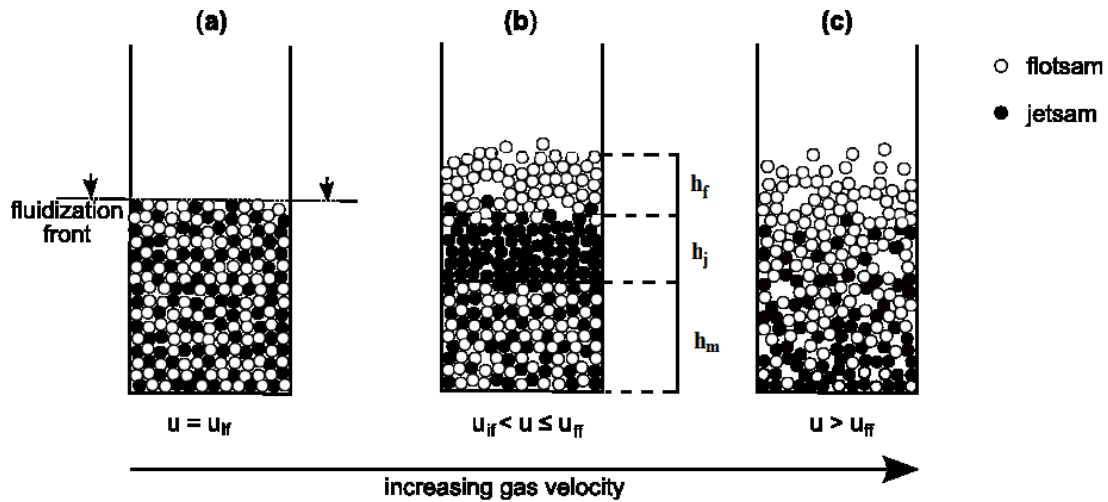 (a)
(b)
(c)
flotsam
jetsam
fluidization
front
h_f
h_j
h_m
u = u_if
u_if < u ≤ u_ff
u > u_ff
increasing gas velocity